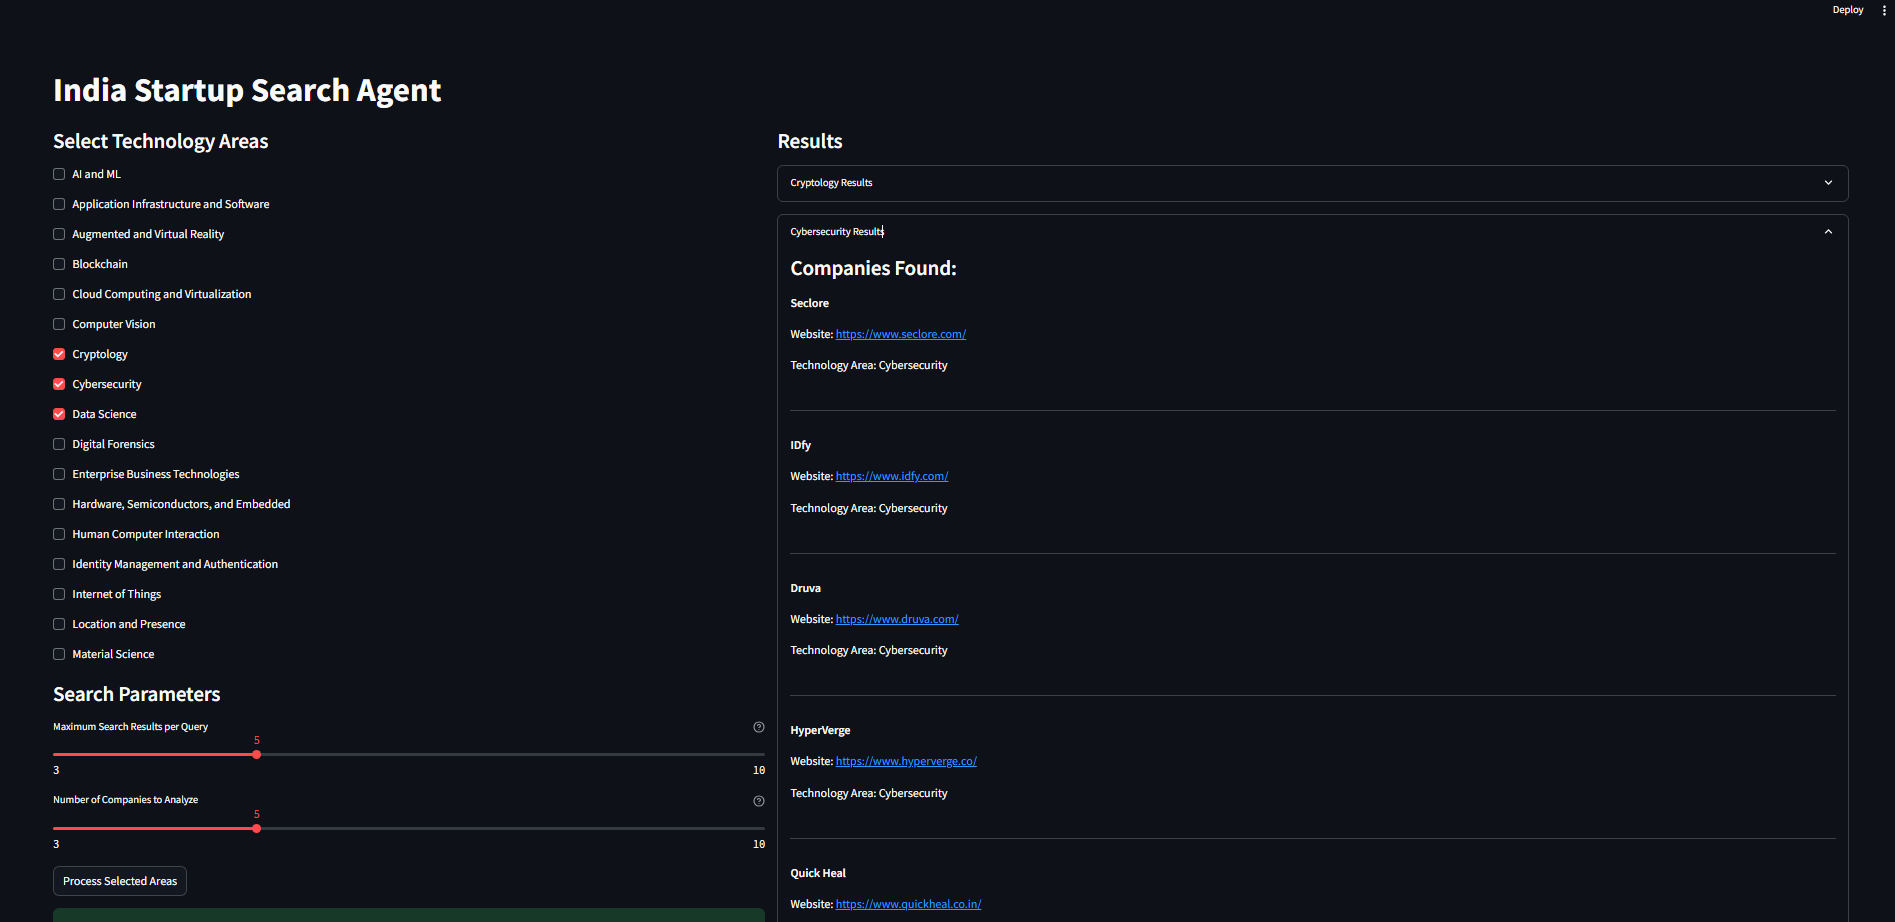 Deploy
India Startup Search Agent
Select Technology Areas
AI and ML
Application Infrastructure and Software
Augmented and Virtual Reality
Blockchain
Cloud Computing and Virtualization
Computer Vision
Cryptology
Cybersecurity
Data Science
Digital Forensics
Enterprise Business Technologies
Hardware, Semiconductors, and Embedded
Human Computer Interaction
Identity Management and Authentication
Internet of Things
Location and Presence
Material Science
Search Parameters
Maximum Search Results per Query
5
3 10
Number of Companies to Analyze
5
3 10
Process Selected Areas
Results
Cryptology Results
Cybersecurity Results
Companies Found:
Seclore
Website: https://www.seclore.com/
Technology Area: Cybersecurity
IDfy
Website: https://www.idfy.com/
Technology Area: Cybersecurity
Druva
Website: https://www.druva.com/
Technology Area: Cybersecurity
HyperVerge
Website: https://www.hyperverge.co/
Technology Area: Cybersecurity
Quick Heal
Website: https://www.quickheal.co.in/